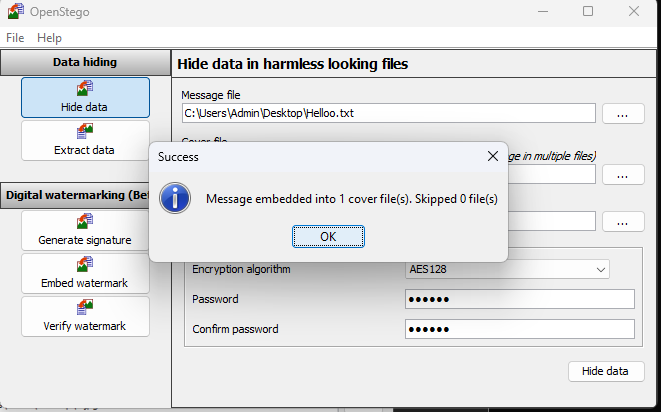 OpenStego
File Help
Data hiding
Hide data
Extract data
Digital watermarking (Be
Generate signature
Embed watermark
Verify watermark
Hide data in harmless looking files
Message file
C:\Users\Admin\Desktop\Helloo.txt
...
Cover file
ge in multiple files)
...
...
Success
Message embedded into 1 cover file(s). Skipped 0 file(s)
OK
Encryption algorithm
AES128
Password
••••••
Confirm password
••••••
Hide data